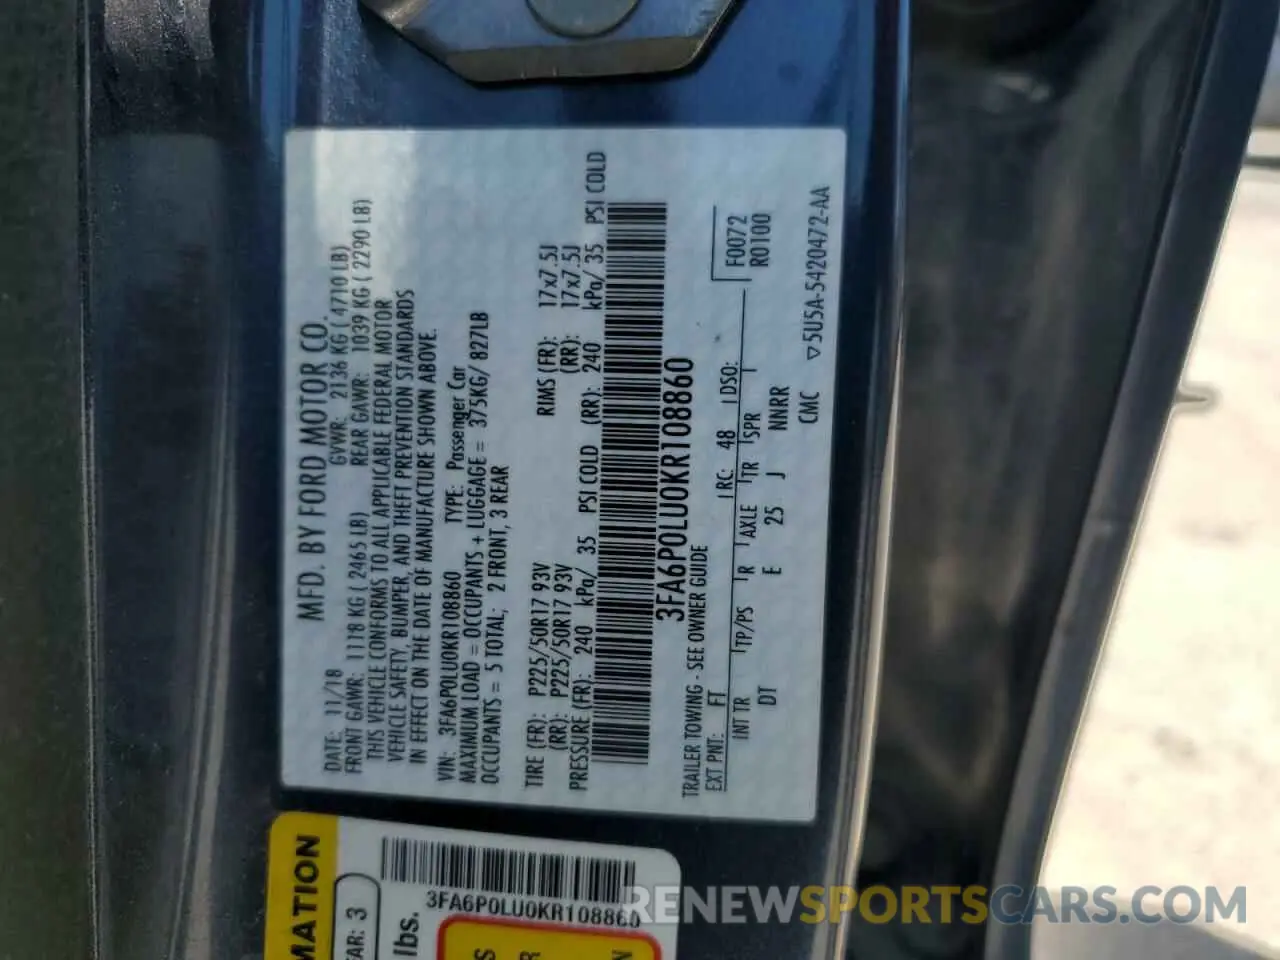 MFD. BY FORD MOTOR CO.
DATE: 11/18 GVWR: 2136 KG ( 4710 LB)
FRONT GAWR: 1118 KG ( 2465 LB) REAR GAWR: 1039 KG ( 2290 LB)
THIS VEHICLE CONFORMS TO ALL APPLICABLE FEDERAL MOTOR
VEHICLE SAFETY, BUMPER, AND THEFT PREVENTION STANDARDS
IN EFFECT ON THE DATE OF MANUFACTURE SHOWN ABOVE.
VIN: 3FA6P0LU0KR108860 TYPE: Passenger Car
MAXIMUM LOAD = OCCUPANTS + LUGGAGE = 375KG/ 827LB
OCCUPANTS = 5 TOTAL; 2 FRONT, 3 REAR
TIRE (FR): P225/50R17 93V RIMS (FR): 17x7.5J
(RR): P225/50R17 93V (RR): 17x7.5J
PRESSURE (FR): 240 kPa/ 35 PSI COLD (RR): 240 kPa/ 35 PSI COLD
3FA6P0LU0KR108860
TRAILER TOWING - SEE OWNER GUIDE
EXT PNT: FT RC: 48 DSO: F0072
INT TR TP/PS R AXLE TR SPR R0100
DT E 25 J NNRR
CMC ▽5U5A-5420472-AA
MATION
EAR: 3
lbs.
3FA6P0LU0KR108860
S
R
N
RENEWSPORTSCARS.COM